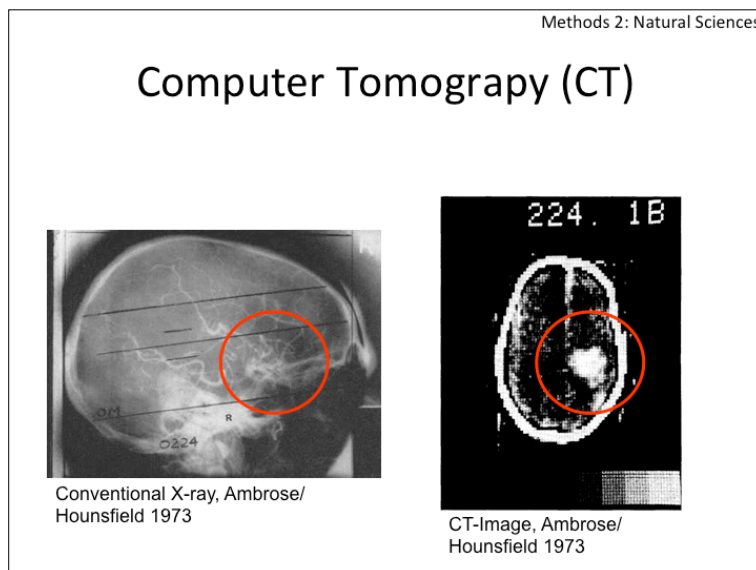 Methods 2: Natural Sciences
Computer Tomograpy (CT)
224. 1B
OM
R
O224
Conventional X-ray, Ambrose/
Hounsfield 1973
CT-Image, Ambrose/
Hounsfield 1973